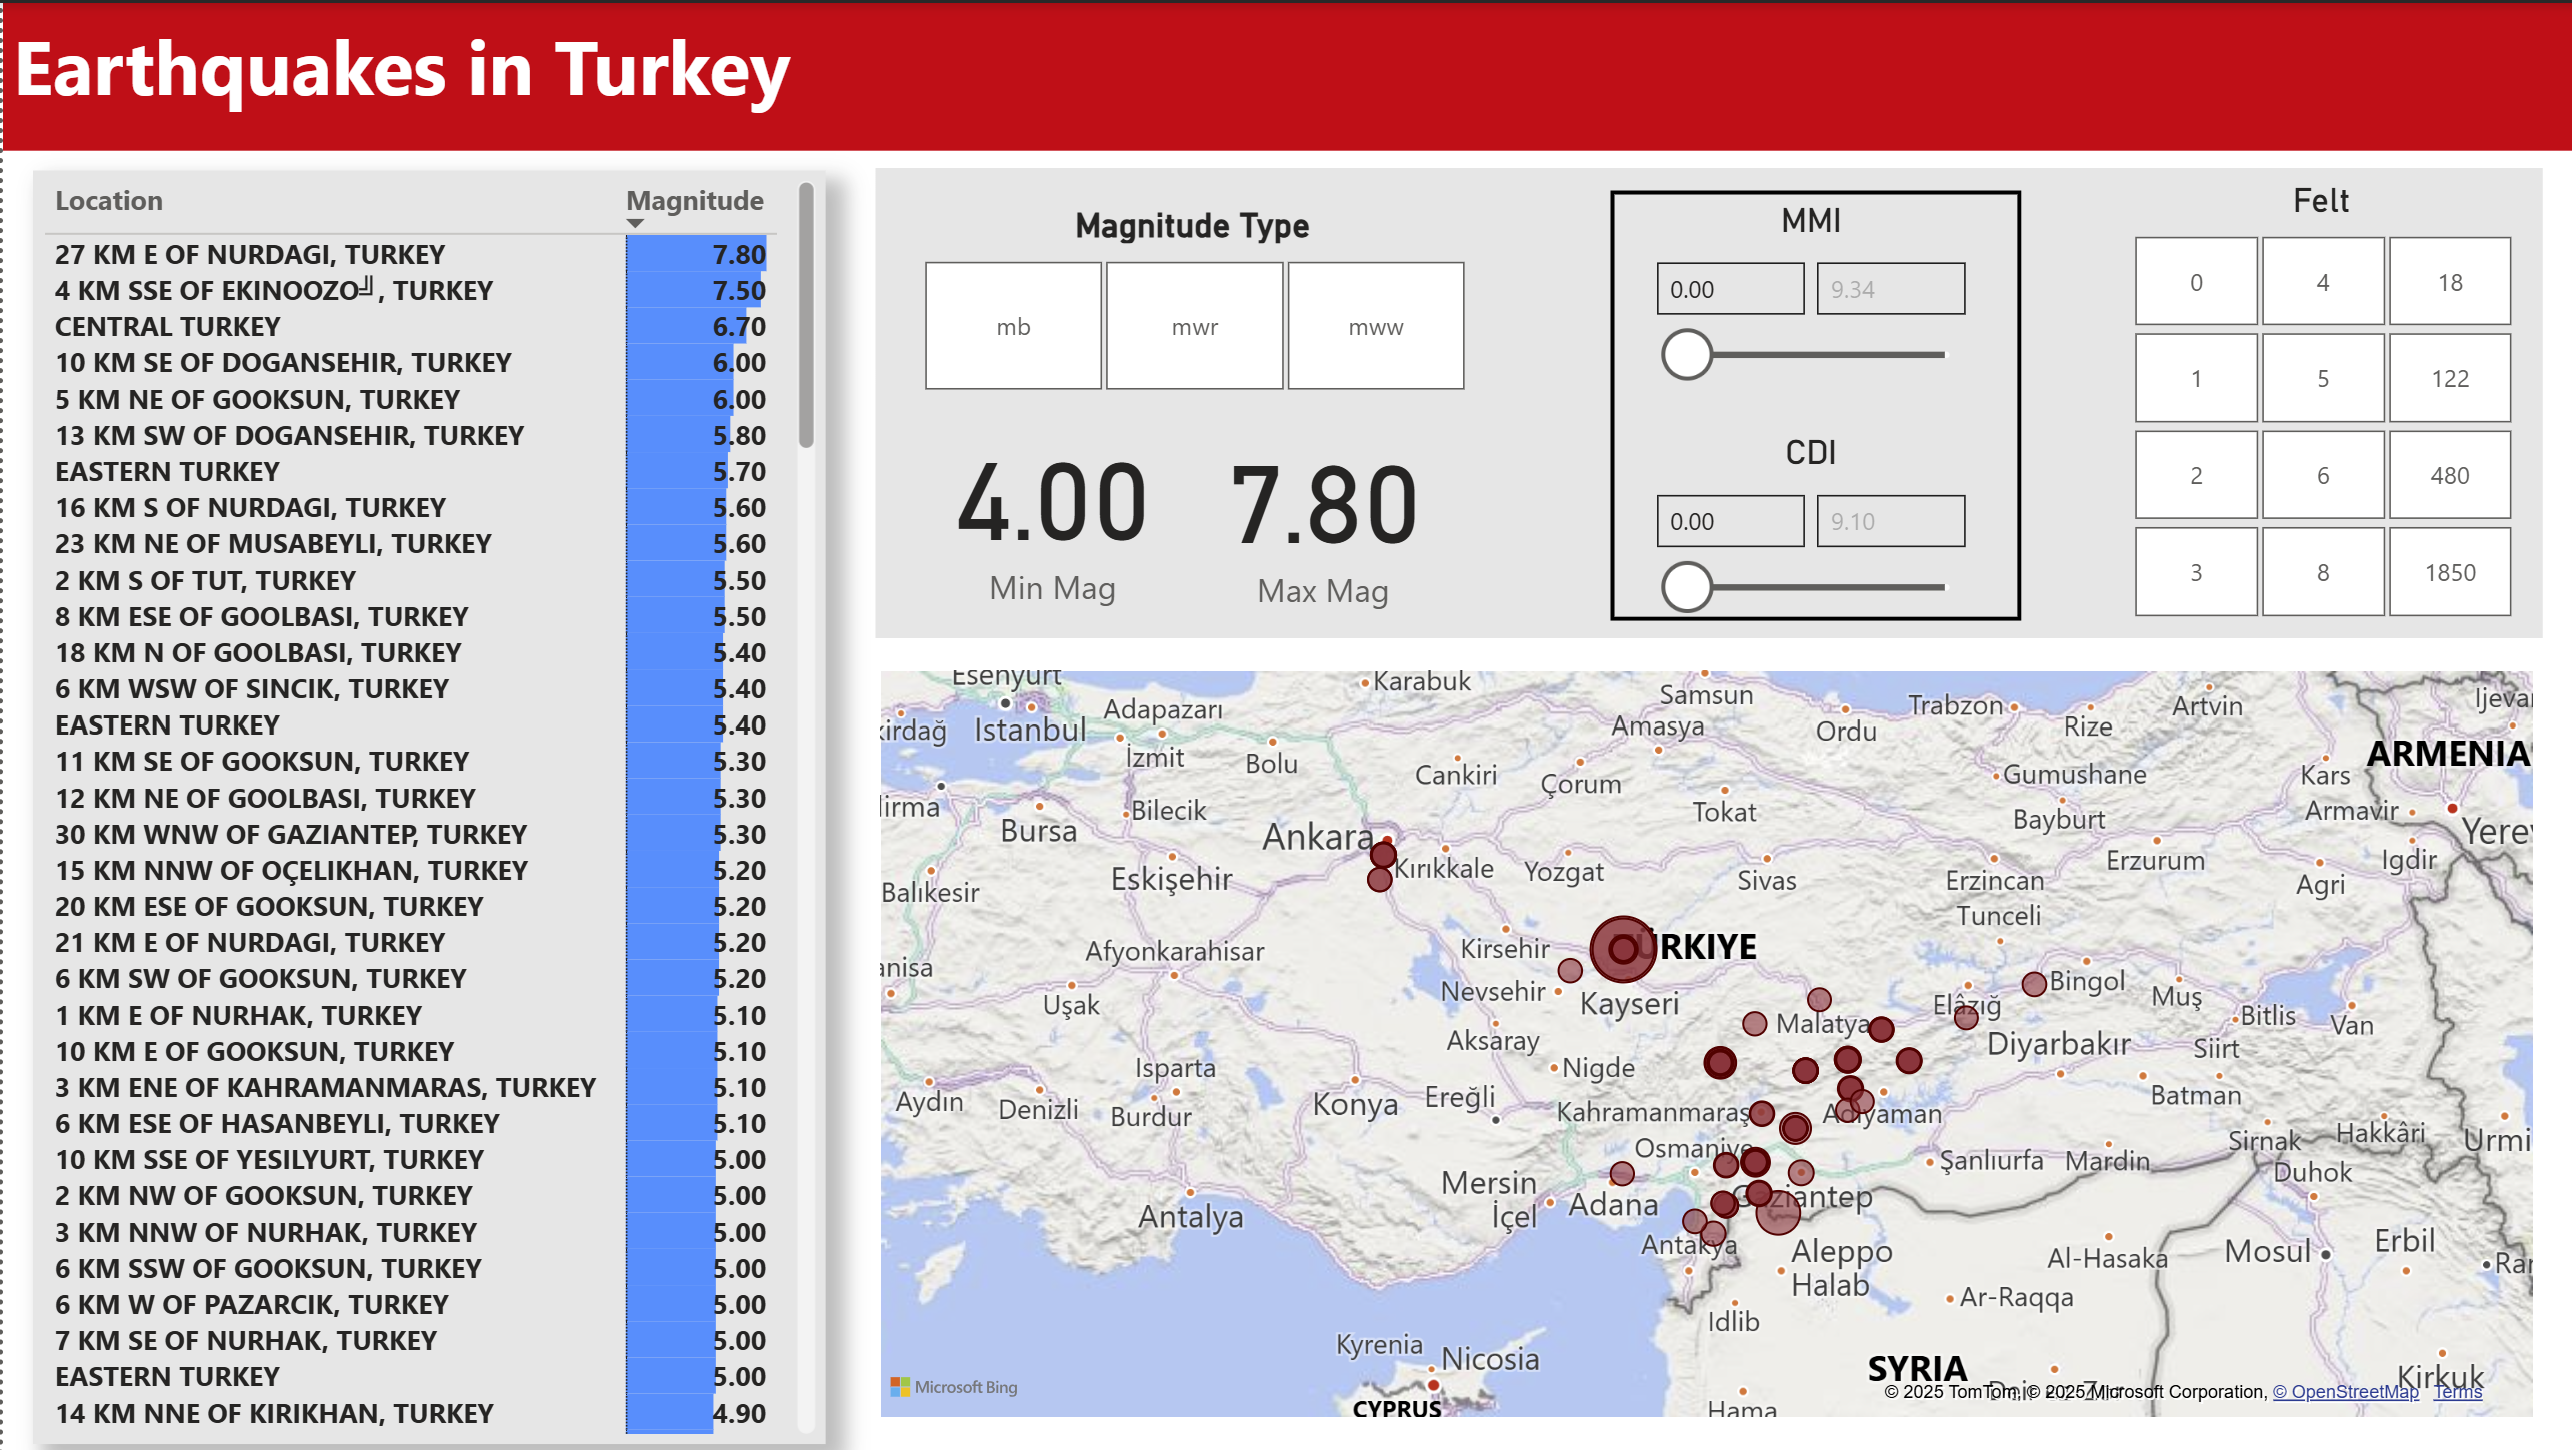 Earthquakes in Turkey
Location Magnitude
27 KM E OF NURDAGI, TURKEY 7.80
4 KM SSE OF EKINOOZO╝, TURKEY 7.50
CENTRAL TURKEY 6.70
10 KM SE OF DOGANSEHIR, TURKEY 6.00
5 KM NE OF GOOKSUN, TURKEY 6.00
13 KM SW OF DOGANSEHIR, TURKEY 5.80
EASTERN TURKEY 5.70
16 KM S OF NURDAGI, TURKEY 5.60
23 KM NE OF MUSABEYLI, TURKEY 5.60
2 KM S OF TUT, TURKEY 5.50
8 KM ESE OF GOOLBASI, TURKEY 5.50
18 KM N OF GOOLBASI, TURKEY 5.40
6 KM WSW OF SINCIK, TURKEY 5.40
EASTERN TURKEY 5.40
11 KM SE OF GOOKSUN, TURKEY 5.30
12 KM NE OF GOOLBASI, TURKEY 5.30
30 KM WNW OF GAZIANTEP, TURKEY 5.30
15 KM NNW OF OÇELIKHAN, TURKEY 5.20
20 KM ESE OF GOOKSUN, TURKEY 5.20
21 KM E OF NURDAGI, TURKEY 5.20
6 KM SW OF GOOKSUN, TURKEY 5.20
1 KM E OF NURHAK, TURKEY 5.10
10 KM E OF GOOKSUN, TURKEY 5.10
3 KM ENE OF KAHRAMANMARAS, TURKEY 5.10
6 KM ESE OF HASANBEYLI, TURKEY 5.10
10 KM SSE OF YESILYURT, TURKEY 5.00
2 KM NW OF GOOKSUN, TURKEY 5.00
3 KM NNW OF NURHAK, TURKEY 5.00
6 KM SSW OF GOOKSUN, TURKEY 5.00
6 KM W OF PAZARCIK, TURKEY 5.00
7 KM SE OF NURHAK, TURKEY 5.00
EASTERN TURKEY 5.00
14 KM NNE OF KIRIKHAN, TURKEY 4.90
Magnitude Type
mb mwr mww
4.00 7.80
Min Mag Max Mag
MMI
0.00 9.34
CDI
0.00 9.10
Felt
0 4 18
1 5 122
2 6 480
3 8 1850
Esenyurt Karabuk Samsun Trabzon Artvin Ijeva
kirdağ Istanbul Adapazarı Amasya Ordu Rize
İzmit Bolu Cankiri Çorum Gumushane Kars ARMENIA
lirma Bilecik Tokat Bayburt Armavir
Bursa Ankara Yerev
Balıkesir Eskişehir Kırıkkale Yozgat Sivas Erzincan Erzurum Agri Igdir
Tunceli
anisa Afyonkarahisar Kirsehir ÜRKIYE
Uşak Nevsehir Kayseri Elâzığ Bingol Muş Bitlis Van
Aksaray Malatya Diyarbakır Siirt
Isparta Nigde Batman
Aydın Denizli Burdur Konya Ereğli Kahramanmaraş Adıyaman
Osmaniye Sirnak Hakkâri Urmi
Antalya Mersin Şanlıurfa Mardin Duhok
İçel Adana Gaziantep
Antakya Aleppo Al-Hasaka Mosul Erbil
Halab Ra
Idlib Ar-Raqqa
Kyrenia Nicosia
SYRIA Kirkuk
Microsoft Bing
© 2025 TomTom, © 2025 Microsoft Corporation, © OpenStreetMap Terms
CYPRUS Hama